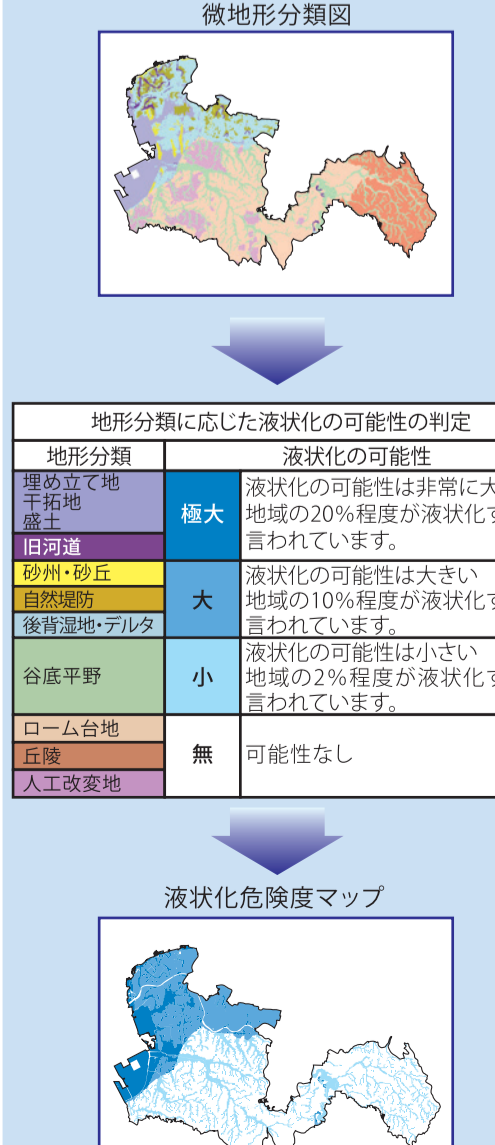 微地形分類図
地形分類に応じた液状化の可能性の判定
地形分類
液状化の可能性
埋め立て地
干拓地
盛土
旧河道
極大
液状化の可能性は非常に大
地域の20%程度が液状化す
言われています。
砂州・砂丘
自然堤防
後背湿地・デルタ
大
液状化の可能性は大きい
地域の10%程度が液状化す
言われています。
谷底平野
小
液状化の可能性は小さい
地域の2%程度が液状化す
言われています。
ローム台地
丘陵
人工改変地
無
可能性なし
液状化危険度マップ